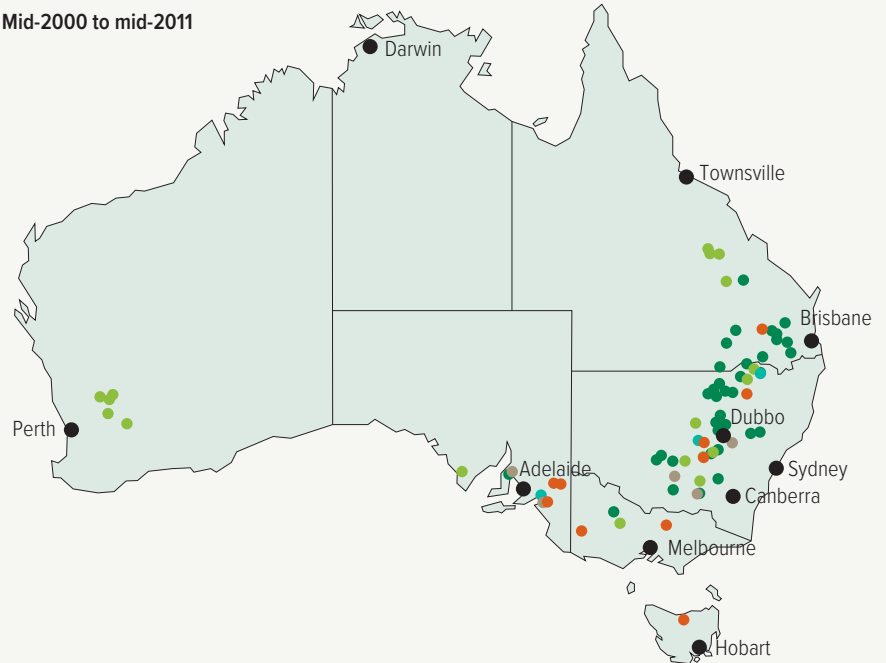 Mid-2000 to mid-2011
Darwin
Townsville
Brisbane
Perth
Dubbo
Adelaide
Sydney
Canberra
Melbourne
Hobart